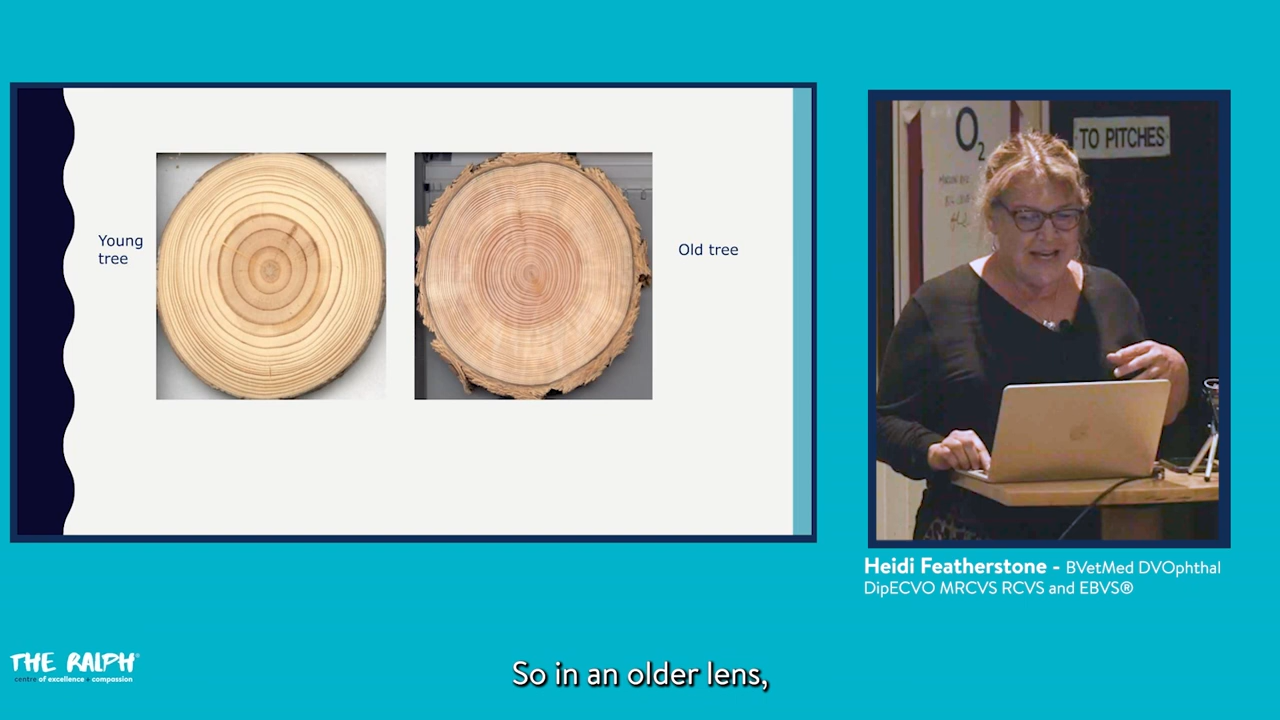 Young
tree
Old tree
O2
TO PITCHES
Heidi Featherstone - BVetMed DVOphthal
DipECVO MRCVS RCVS and EBVS®
THE RALPH®
centre of excellence + compassion
So in an older lens,